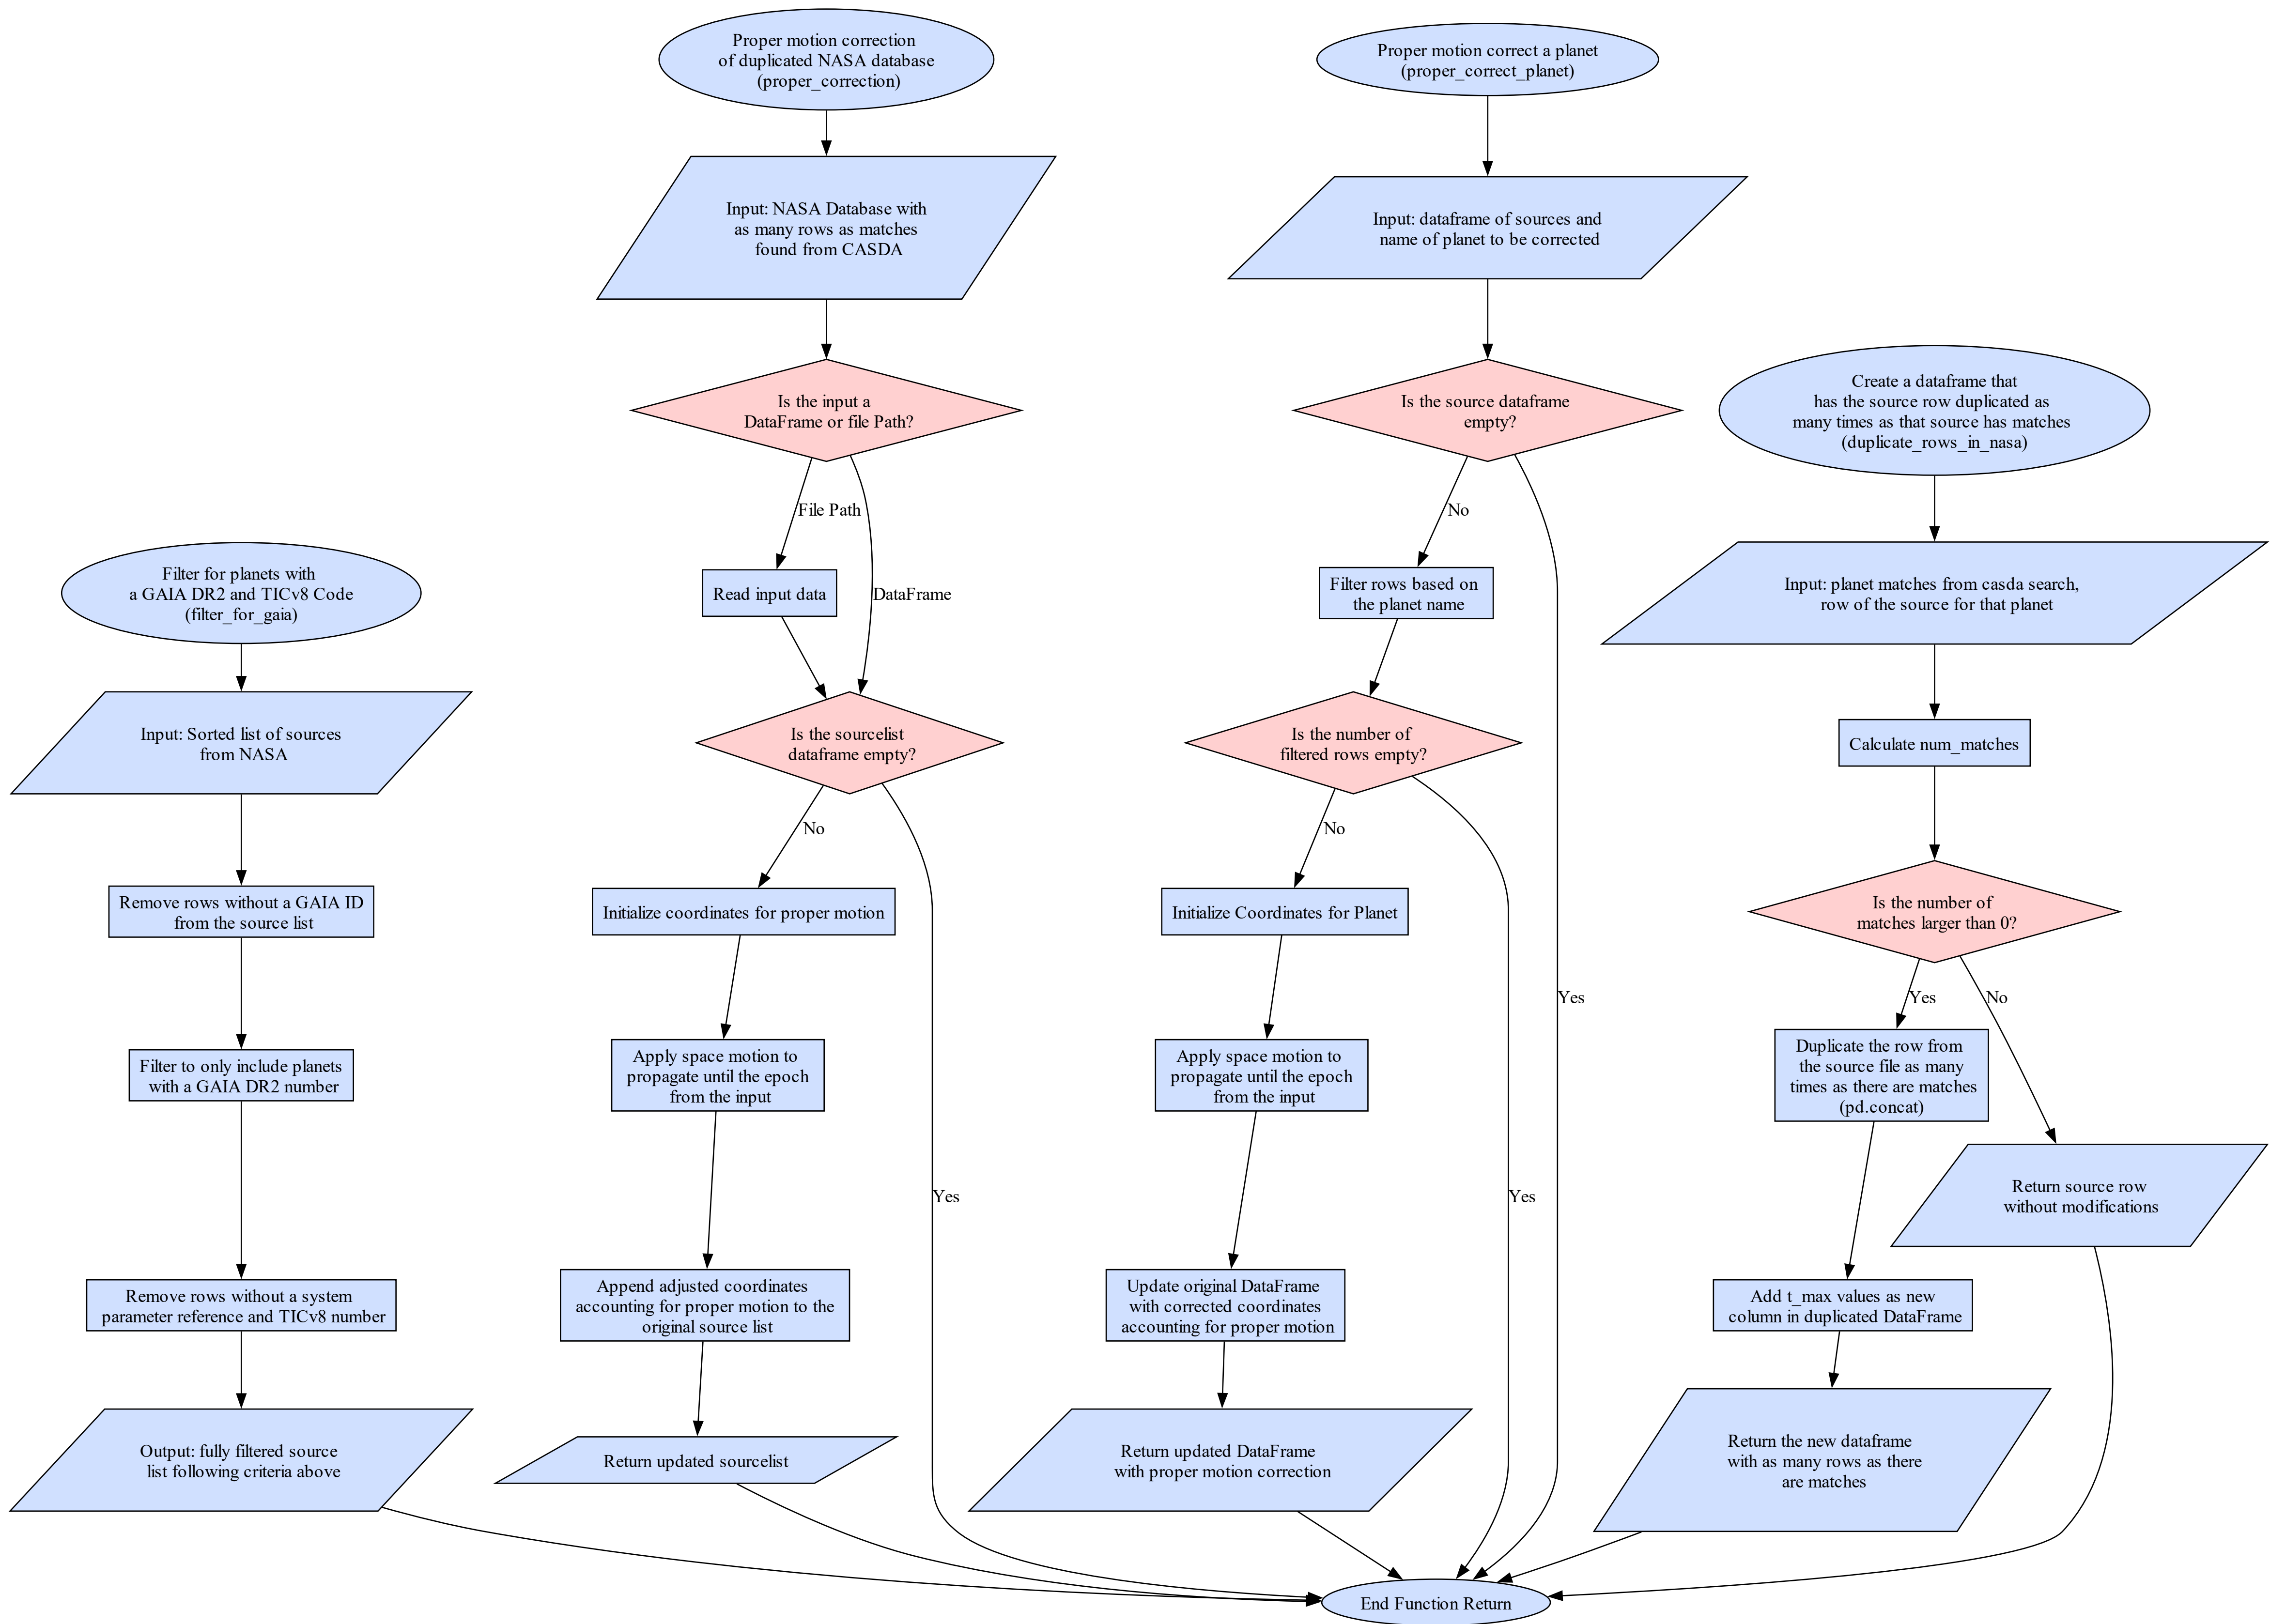 Proper motion correction
of duplicated NASA database
(proper_correction)
Input: NASA Database with
as many rows as matches
found from CASDA
Is the input a
DataFrame or file Path?
File Path
DataFrame
Read input data
Is the sourcelist
dataframe empty?
No
Yes
Initialize coordinates for proper motion
Apply space motion to
propagate until the epoch
from the input
Append adjusted coordinates
accounting for proper motion to the
original source list
Return updated sourcelist
Proper motion correct a planet
(proper_correct_planet)
Input: dataframe of sources and
name of planet to be corrected
Is the source dataframe
empty?
No
Yes
Filter rows based on
the planet name
Is the number of
filtered rows empty?
No
Yes
Initialize Coordinates for Planet
Apply space motion to
propagate until the epoch
from the input
Update original DataFrame
with corrected coordinates
accounting for proper motion
Return updated DataFrame
with proper motion correction
Create a dataframe that
has the source row duplicated as
many times as that source has matches
(duplicate_rows_in_nasa)
Input: planet matches from casda search,
row of the source for that planet
Calculate num_matches
Is the number of
matches larger than 0?
Yes
No
Duplicate the row from
the source file as many
times as there are matches
(pd.concat)
Return source row
without modifications
Add t_max values as new
column in duplicated DataFrame
Return the new dataframe
with as many rows as there
are matches
Filter for planets with
a GAIA DR2 and TICv8 Code
(filter_for_gaia)
Input: Sorted list of sources
from NASA
Remove rows without a GAIA ID
from the source list
Filter to only include planets
with a GAIA DR2 number
Remove rows without a system
parameter reference and TICv8 number
Output: fully filtered source
list following criteria above
End Function Return